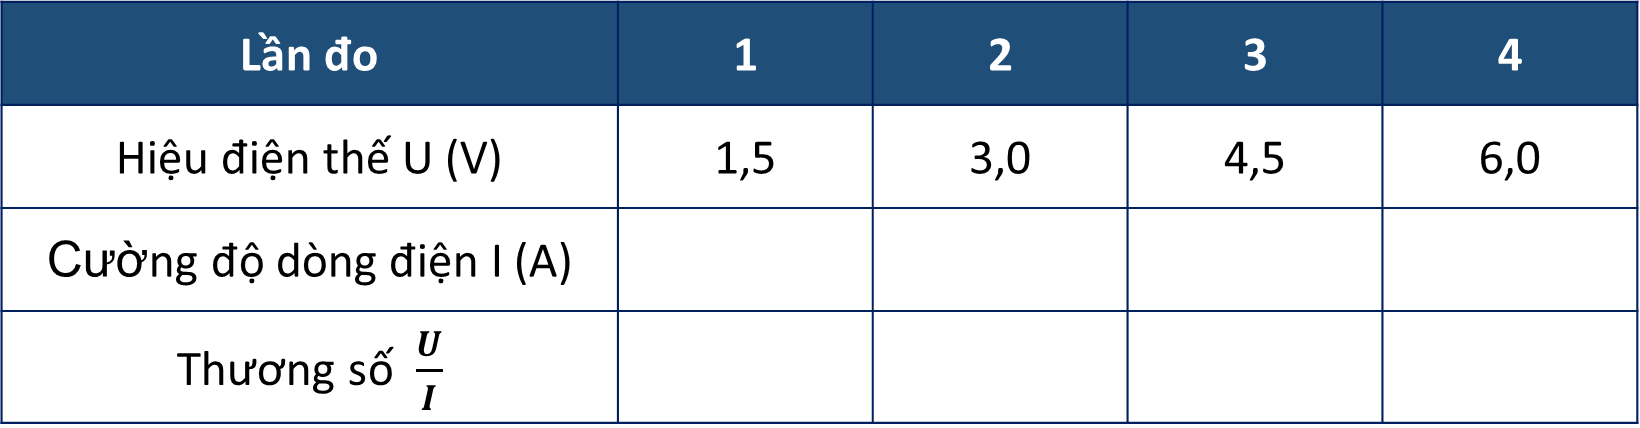 Lần đo 1 2 3 4
Hiệu điện thế U (V) 1,5 3,0 4,5 6,0
Cường độ dòng điện I (A)
Thương số U/I